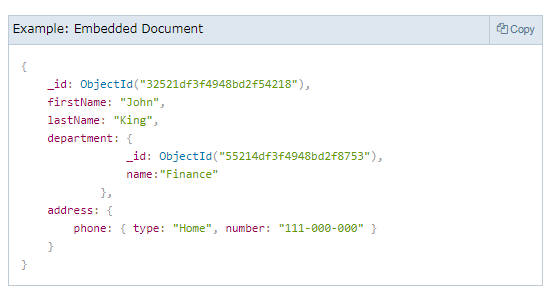 Example: Embedded Document
Copy
{
    _id: ObjectId("32521df3f4948bd2f54218"),
    firstName: "John",
    lastName: "King",
    department: {
                _id: ObjectId("55214df3f4948bd2f8753"),
                name:"Finance"
            },
    address: {
        phone: { type: "Home", number: "111-000-000" }
    }
}